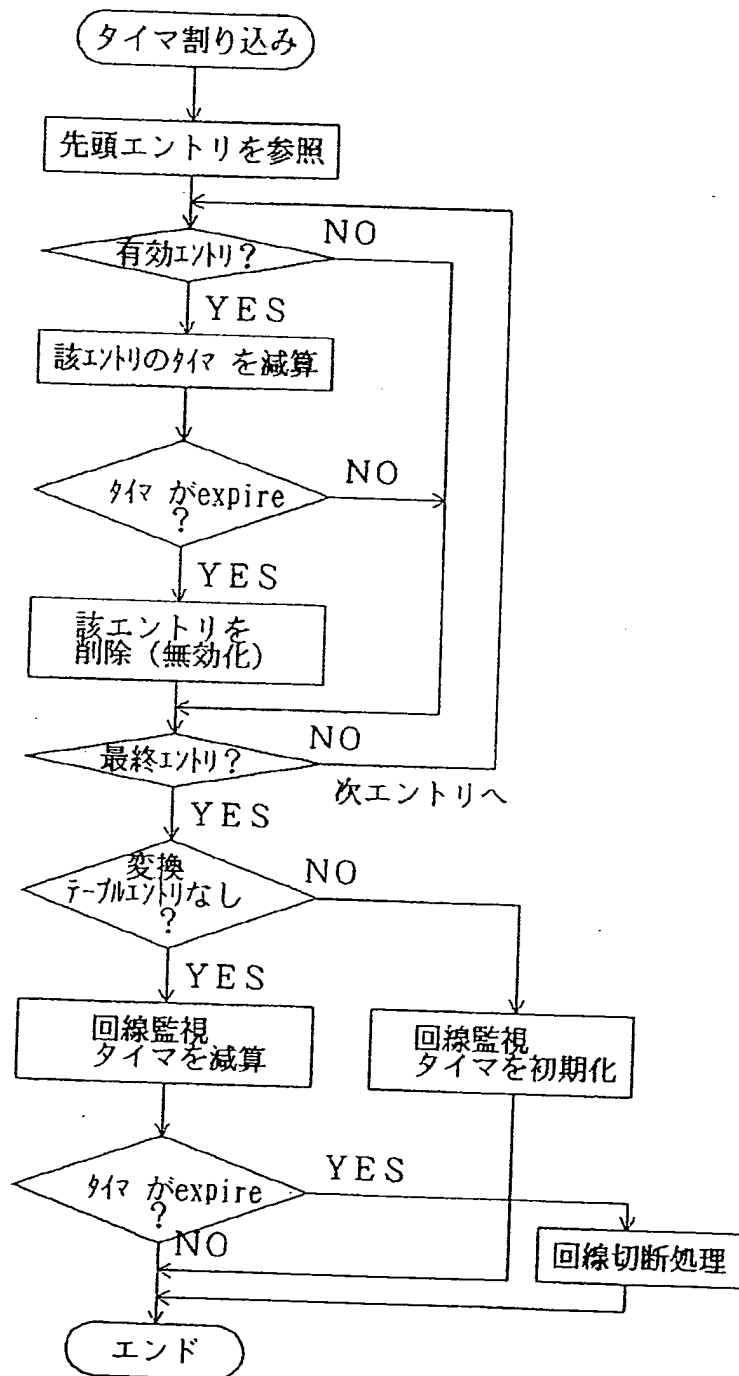 タイマ割り込み
先頭エントリを参照
NO
有効エントリ?
YES
該エントリのタイマ を減算
NO
タイマ がexpire
?
YES
該エントリを
削除(無効化)
NO
最終エントリ?
次エントリへ
YES
変換
テーブルエントリなし
?
NO
YES
回線監視
タイマを減算
回線監視
タイマを初期化
YES
タイマ がexpire
?
NO
回線切断処理
エンド